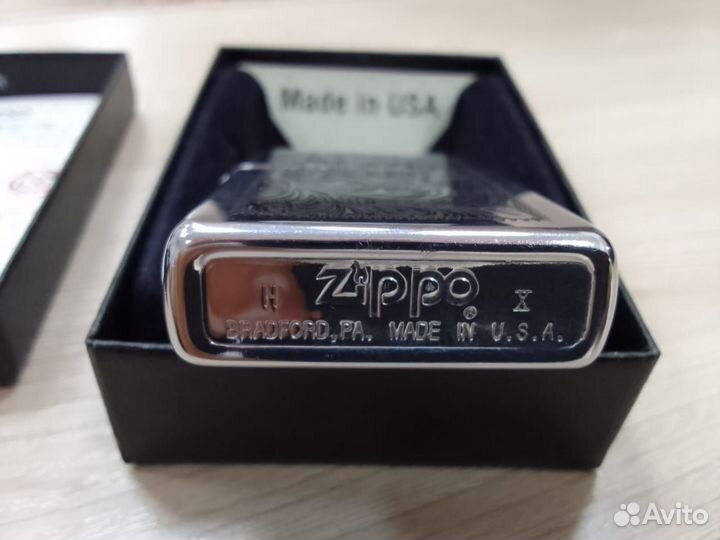 Made in USA
H Zippo ® X
BRADFORD, PA. MADE IN U.S.A.
Avito